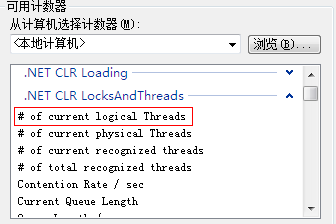 可用计数器
从计算机选择计数器(M):
<本地计算机>
浏览(B)...
.NET CLR Loading
.NET CLR LocksAndThreads
# of current logical Threads
# of current physical Threads
# of current recognized threads
# of total recognized threads
Contention Rate / sec
Current Queue Length